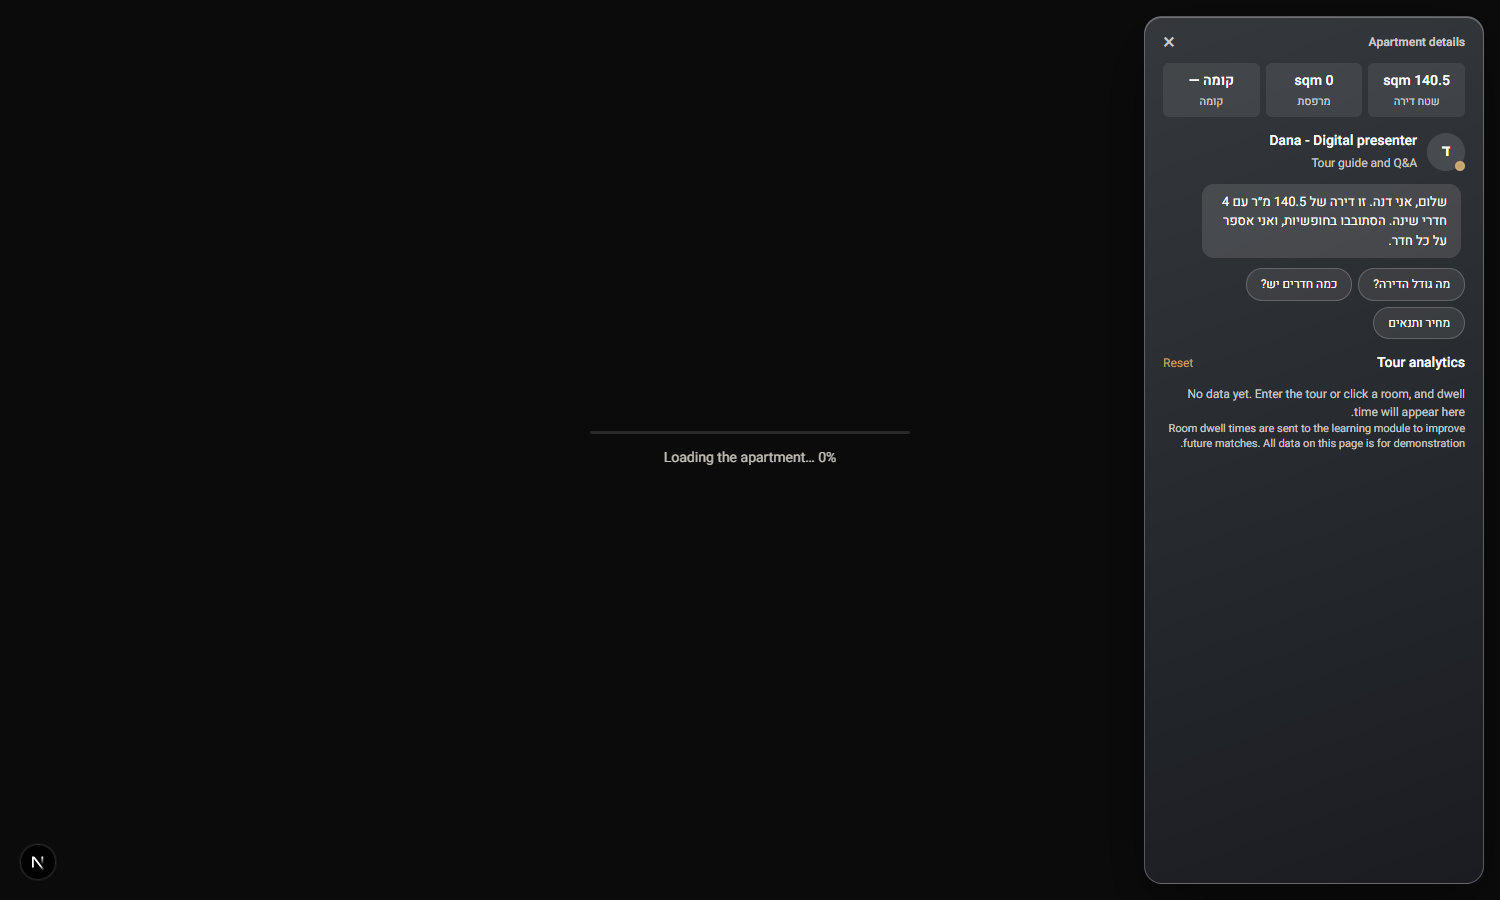 Apartment details
✕
140.5 sqm
שטח דירה
0 sqm
מרפסת
קומה –
קומה
ד
Dana - Digital presenter
Tour guide and Q&A
שלום, אני דנה. זו דירה של 140.5 מ״ר עם 4
חדרי שינה. הסתובבו בחופשיות, ואני אספר
על כל חדר.
מה גודל הדירה?
כמה חדרים יש?
מחיר ותנאים
Tour analytics
Reset
No data yet. Enter the tour or click a room, and dwell
time will appear here.
Room dwell times are sent to the learning module to improve
future matches. All data on this page is for demonstration.
Loading the apartment... 0%
N